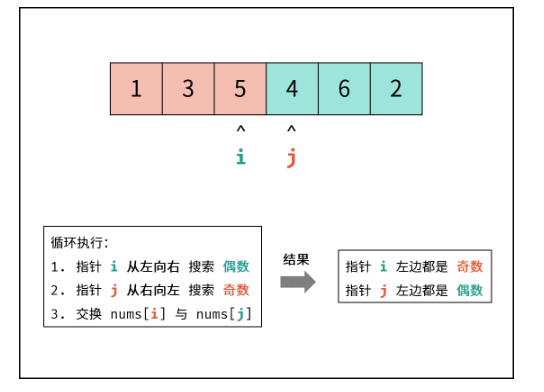 1 3 5 4 6 2
^ ^
i j
循环执行:
1. 指针 i 从左向右 搜索 偶数
2. 指针 j 从右向左 搜索 奇数
3. 交换 nums[i] 与 nums[j]
结果
指针 i 左边都是 奇数
指针 j 左边都是 偶数